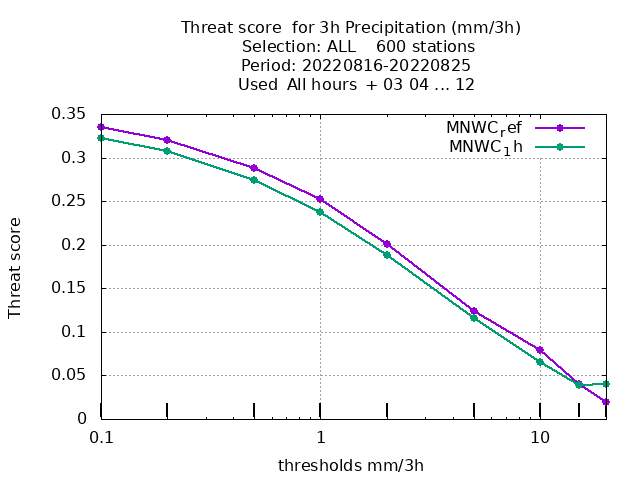 Threat score  for 3h Precipitation (mm/3h)
Selection: ALL    600 stations
Period: 20220816-20220825
Used  All hours  + 03 04 ... 12
MNWCref
MNWC1h
0.35
0.3
0.25
0.2
0.15
0.1
0.05
0
Threat score
0.1
1
10
thresholds mm/3h